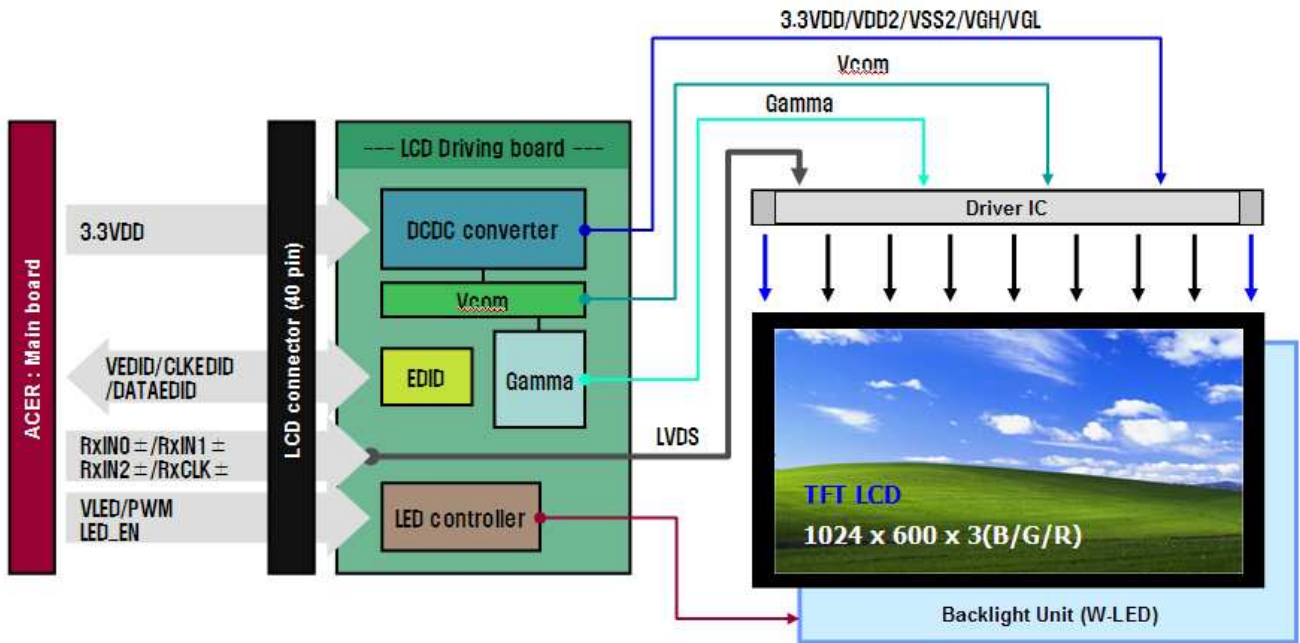 3.3VDD/VDD2/VSS2/VGH/VGL
Vcom
Gamma
ACER : Main board
LCD connector (40 pin)
--- LCD Driving board ---
3.3VDD
DCDC converter
Vcom
VEDID/CLKEDID
/DATAEDID
EDID
Gamma
RxIN0 ±/RxIN1 ±
RxIN2 ±/RxCLK ±
LVDS
VLED/PWM
LED_EN
LED controller
Driver IC
TFT LCD
1024 x 600 x 3(B/G/R)
Backlight Unit (W-LED)